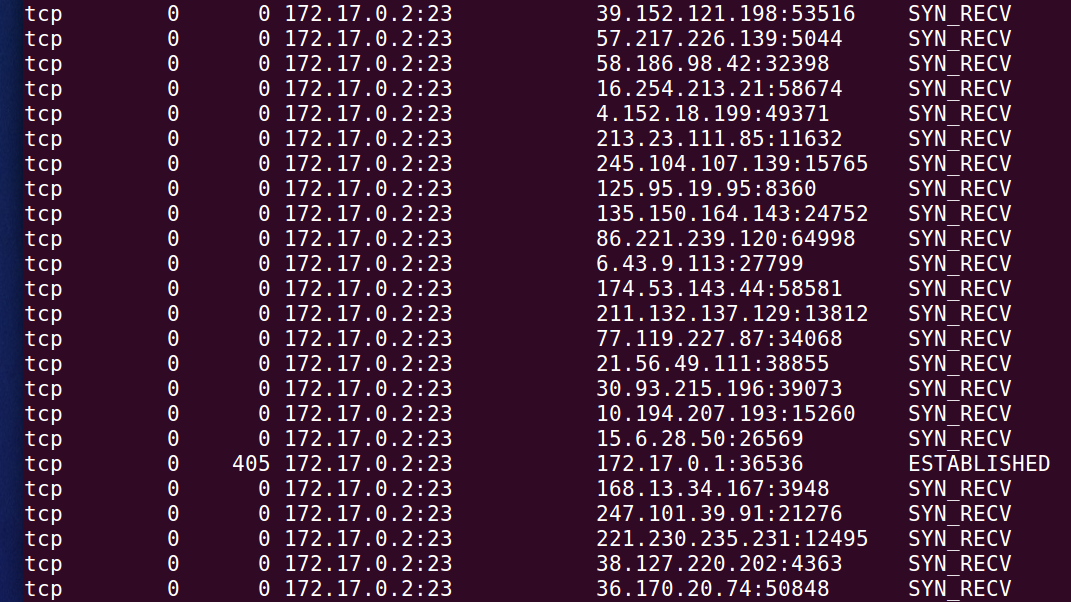 tcp 0 0 172.17.0.2:23 39.152.121.198:53516 SYN_RECV
tcp 0 0 172.17.0.2:23 57.217.226.139:5044 SYN_RECV
tcp 0 0 172.17.0.2:23 58.186.98.42:32398 SYN_RECV
tcp 0 0 172.17.0.2:23 16.254.213.21:58674 SYN_RECV
tcp 0 0 172.17.0.2:23 4.152.18.199:49371 SYN_RECV
tcp 0 0 172.17.0.2:23 213.23.111.85:11632 SYN_RECV
tcp 0 0 172.17.0.2:23 245.104.107.139:15765 SYN_RECV
tcp 0 0 172.17.0.2:23 125.95.19.95:8360 SYN_RECV
tcp 0 0 172.17.0.2:23 135.150.164.143:24752 SYN_RECV
tcp 0 0 172.17.0.2:23 86.221.239.120:64998 SYN_RECV
tcp 0 0 172.17.0.2:23 6.43.9.113:27799 SYN_RECV
tcp 0 0 172.17.0.2:23 174.53.143.44:58581 SYN_RECV
tcp 0 0 172.17.0.2:23 211.132.137.129:13812 SYN_RECV
tcp 0 0 172.17.0.2:23 77.119.227.87:34068 SYN_RECV
tcp 0 0 172.17.0.2:23 21.56.49.111:38855 SYN_RECV
tcp 0 0 172.17.0.2:23 30.93.215.196:39073 SYN_RECV
tcp 0 0 172.17.0.2:23 10.194.207.193:15260 SYN_RECV
tcp 0 0 172.17.0.2:23 15.6.28.50:26569 SYN_RECV
tcp 0 405 172.17.0.2:23 172.17.0.1:36536 ESTABLISHED
tcp 0 0 172.17.0.2:23 168.13.34.167:3948 SYN_RECV
tcp 0 0 172.17.0.2:23 247.101.39.91:21276 SYN_RECV
tcp 0 0 172.17.0.2:23 221.230.235.231:12495 SYN_RECV
tcp 0 0 172.17.0.2:23 38.127.220.202:4363 SYN_RECV
tcp 0 0 172.17.0.2:23 36.170.20.74:50848 SYN_RECV